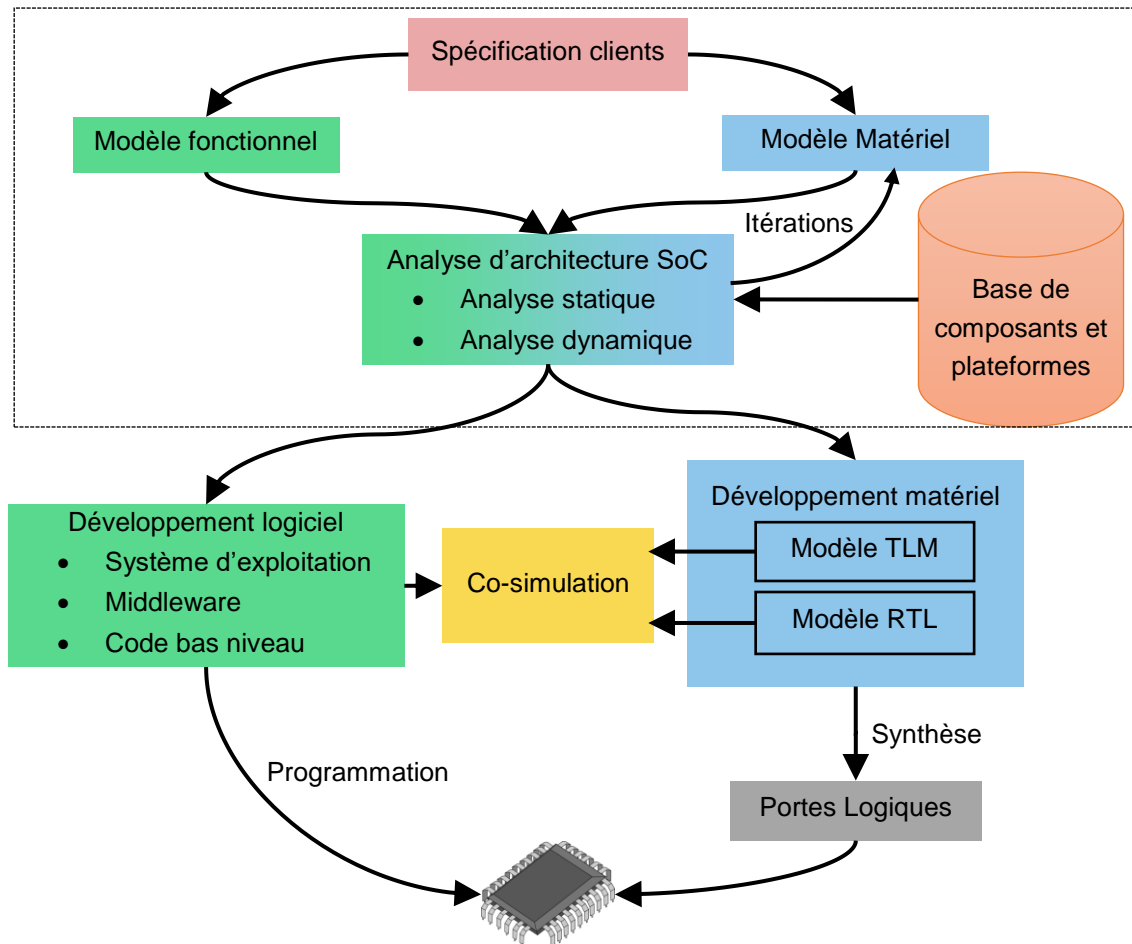 Spécification clients
Modèle fonctionnel
Modèle Matériel
Itérations
Analyse d'architecture SoC
• Analyse statique
• Analyse dynamique
Base de
composants et
plateformes
Développement logiciel
• Système d'exploitation
• Middleware
• Code bas niveau
Co-simulation
Développement matériel
Modèle TLM
Modèle RTL
Synthèse
Programmation
Portes Logiques